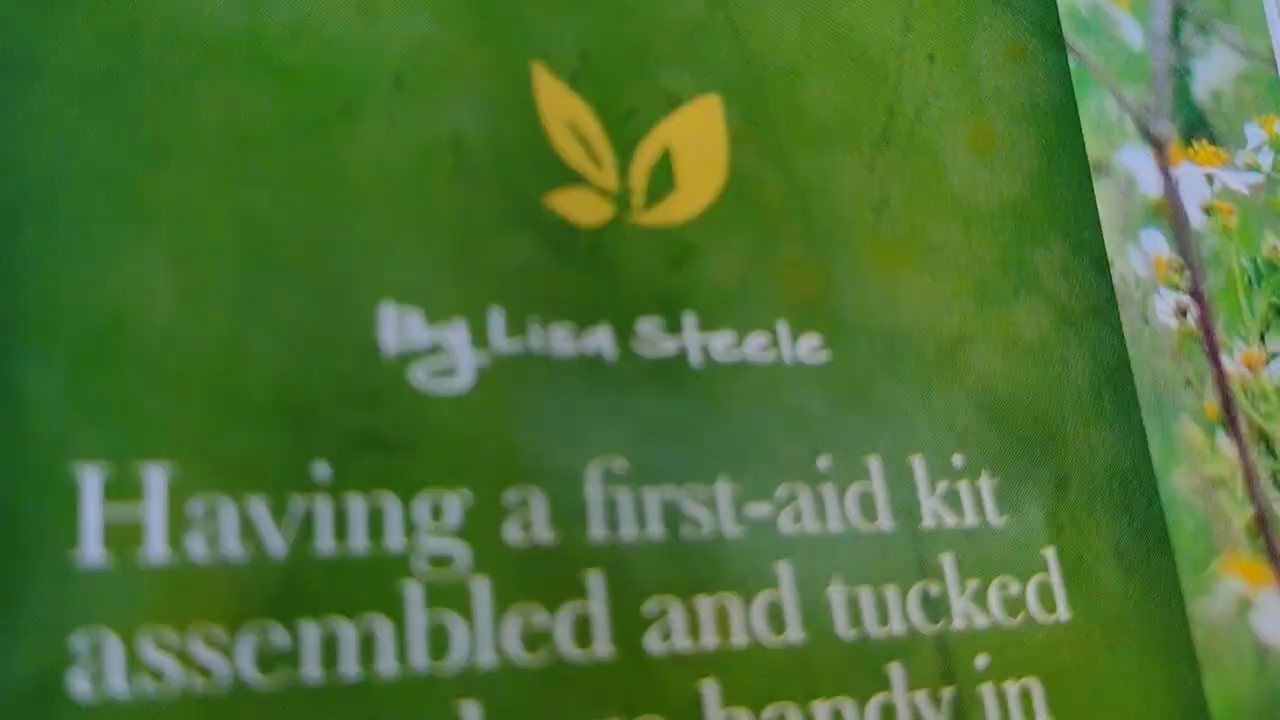 By Lisa Steele
Having a first-aid kit
assembled and tucked
handy in